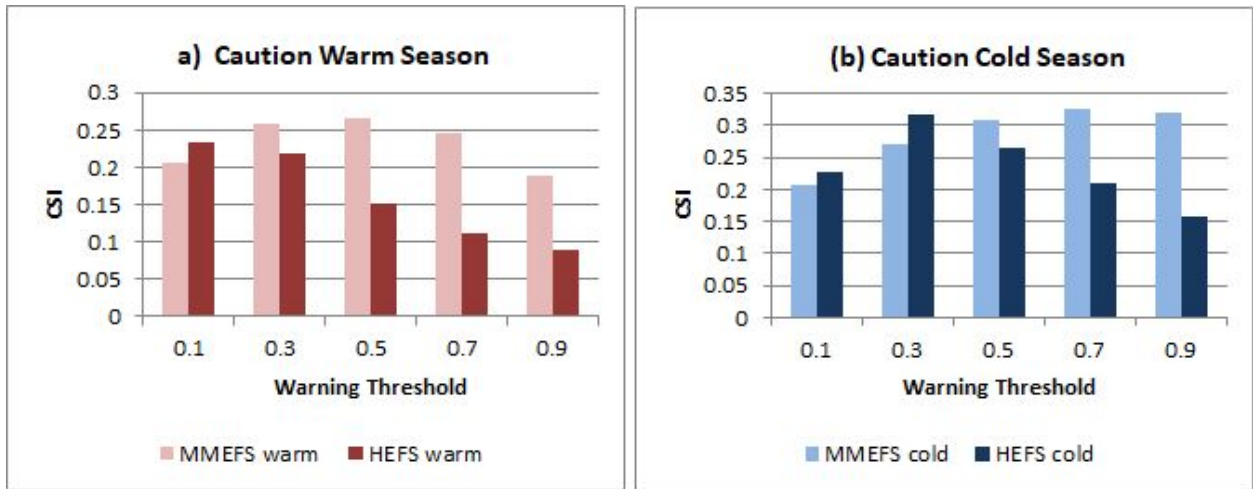 a) Caution Warm Season
0.3
0.25
0.2
0.15
0.1
0.05
0
CSI
0.1 0.3 0.5 0.7 0.9
Warning Threshold
MMEFS warm HEFS warm
(b) Caution Cold Season
0.35
0.3
0.25
0.2
0.15
0.1
0.05
0
CSI
0.1 0.3 0.5 0.7 0.9
Warning Threshold
MMEFS cold HEFS cold